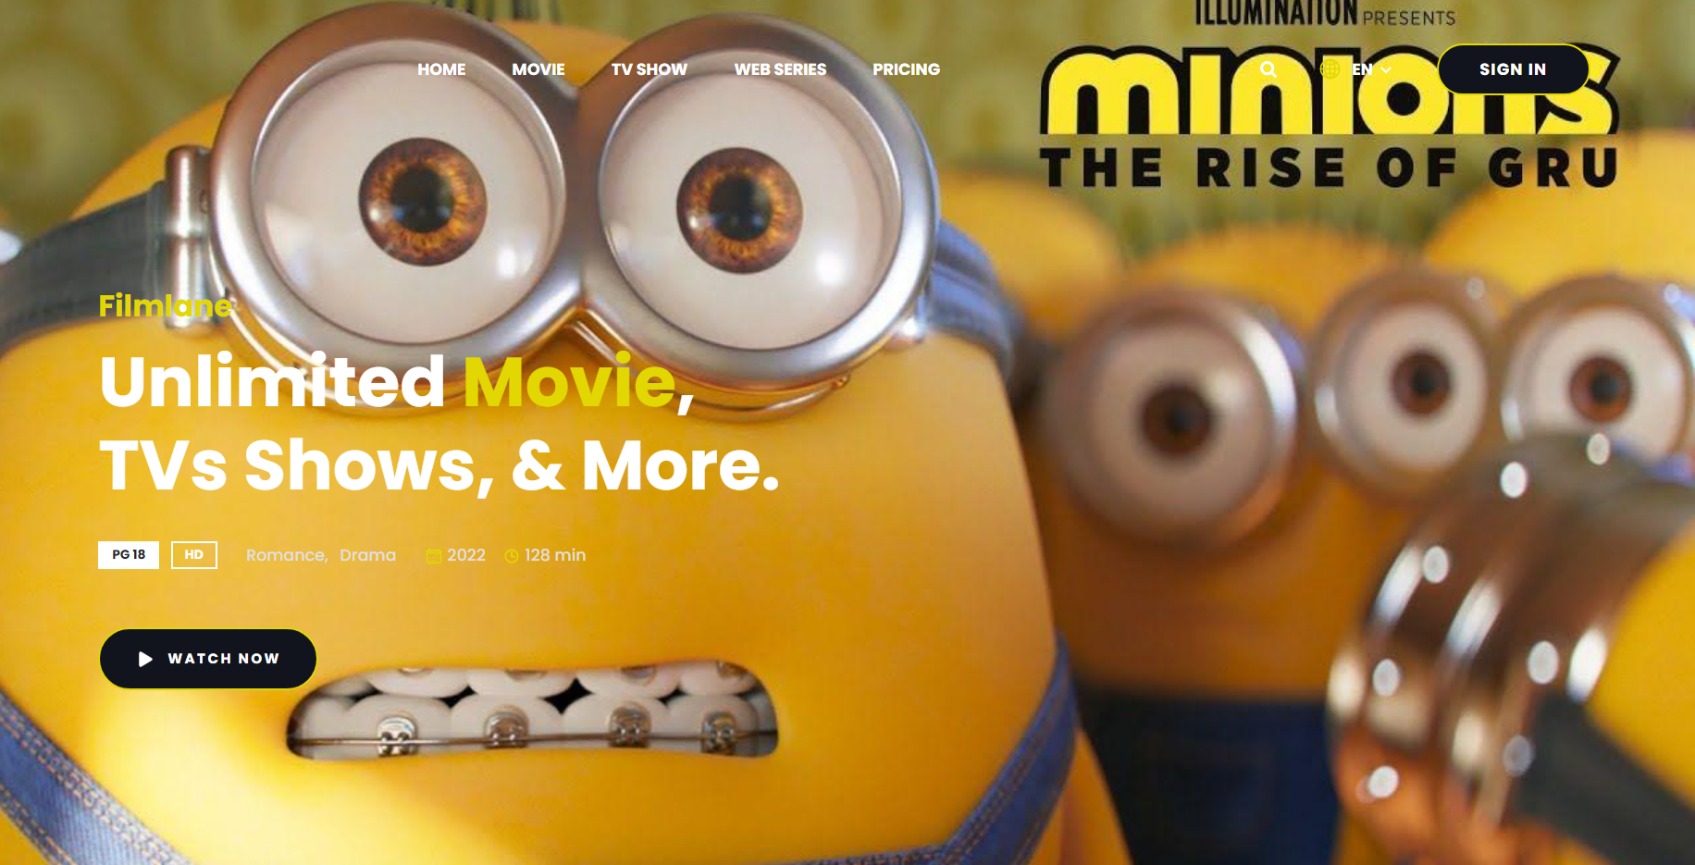 ILLUMINATION PRESENTS
HOME MOVIE TV SHOW WEB SERIES PRICING EN SIGN IN
minions
THE RISE OF GRU
Filmlane
Unlimited Movie,
TVs Shows, & More.
PG 18 HD Romance, Drama 2022 128 min
WATCH NOW